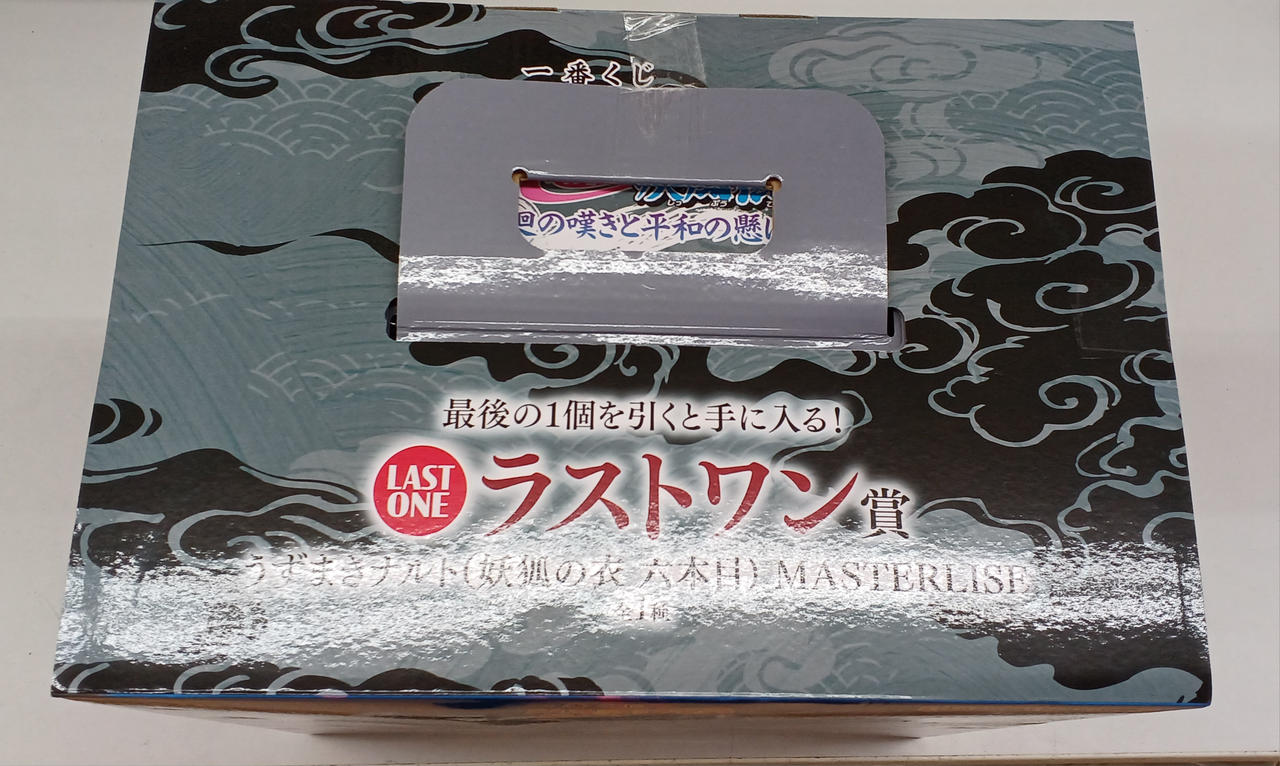 一番くじ
廻の嘆きと平和の懸け
最後の1個を引くと手に入る!
LAST
ONE
ラストワン賞
うずまきナルト(妖狐の衣 六本目) MASTERLISE
全1種